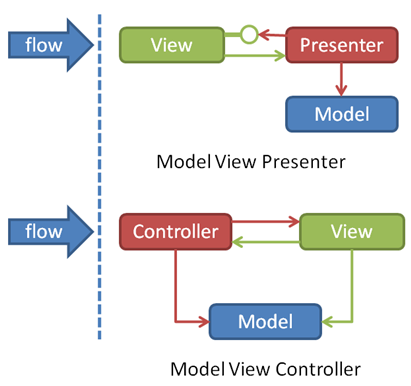 flow
View
Presenter
Model
Model View Presenter
flow
Controller
View
Model
Model View Controller